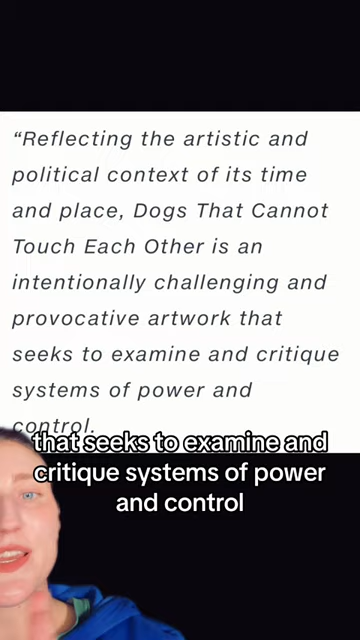 “Reflecting the artistic and
political context of its time
and place, Dogs That Cannot
Touch Each Other is an
intentionally challenging and
provocative artwork that
seeks to examine and critique
systems of power and
control.
that seeks to examine and
critique systems of power
and control